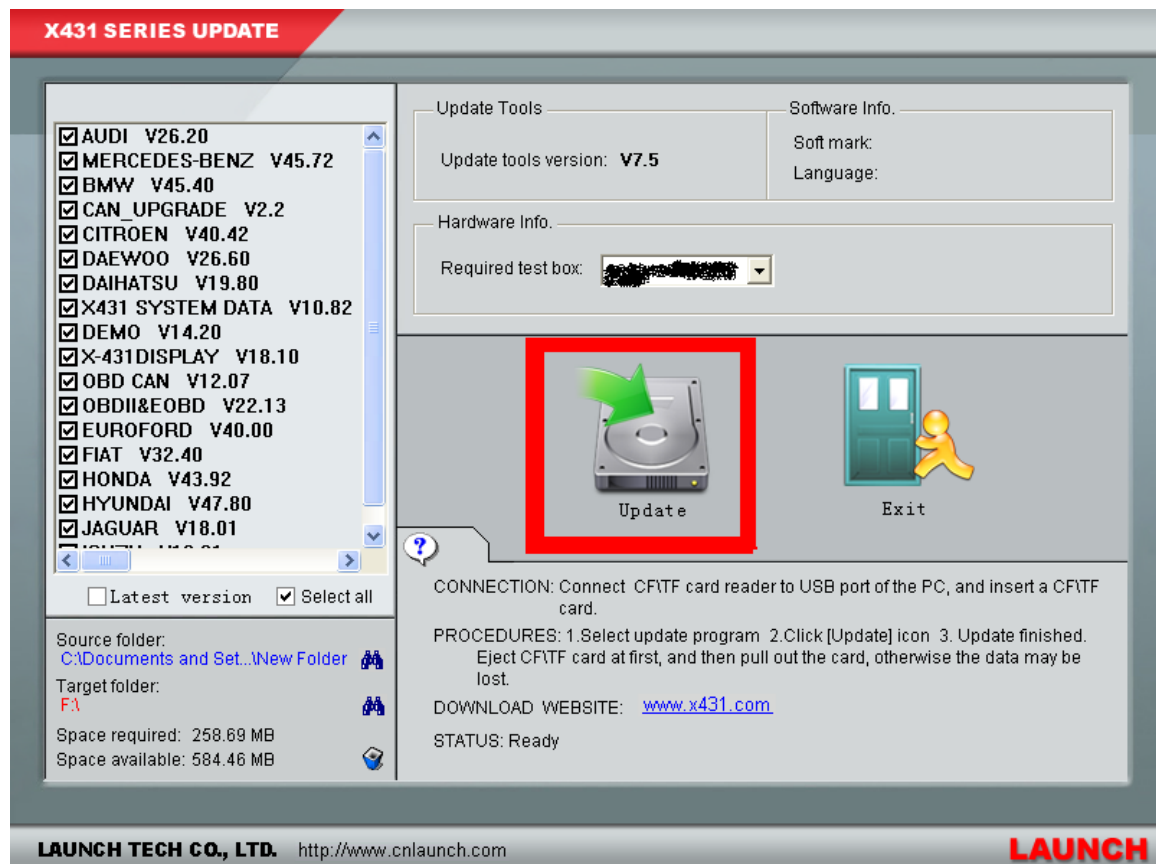 X431 SERIES UPDATE
AUDI V26.20
MERCEDES-BENZ V45.72
BMW V45.40
CAN_UPGRADE V2.2
CITROEN V40.42
DAEWOO V26.60
DAIHATSU V19.80
X431 SYSTEM DATA V10.82
DEMO V14.20
X-431DISPLAY V18.10
OBD CAN V12.07
OBDII&EOBD V22.13
EUROFORD V40.00
FIAT V32.40
HONDA V43.92
HYUNDAI V47.80
JAGUAR V18.01
Latest version Select all
Source folder:
C:\Documents and Set...\New Folder
Target folder:
F:\
Space required: 258.69 MB
Space available: 584.46 MB
Update Tools
Update tools version: V7.5
Software Info.
Soft mark:
Language:
Hardware Info.
Required test box:
Update
Exit
?
CONNECTION: Connect CF\TF card reader to USB port of the PC, and insert a CF\TF
card.
PROCEDURES: 1.Select update program 2.Click [Update] icon 3. Update finished.
Eject CF\TF card at first, and then pull out the card, otherwise the data may be
lost.
DOWNLOAD WEBSITE: www.x431.com
STATUS: Ready
LAUNCH TECH CO., LTD. http://www.cnlaunch.com
LAUNCH